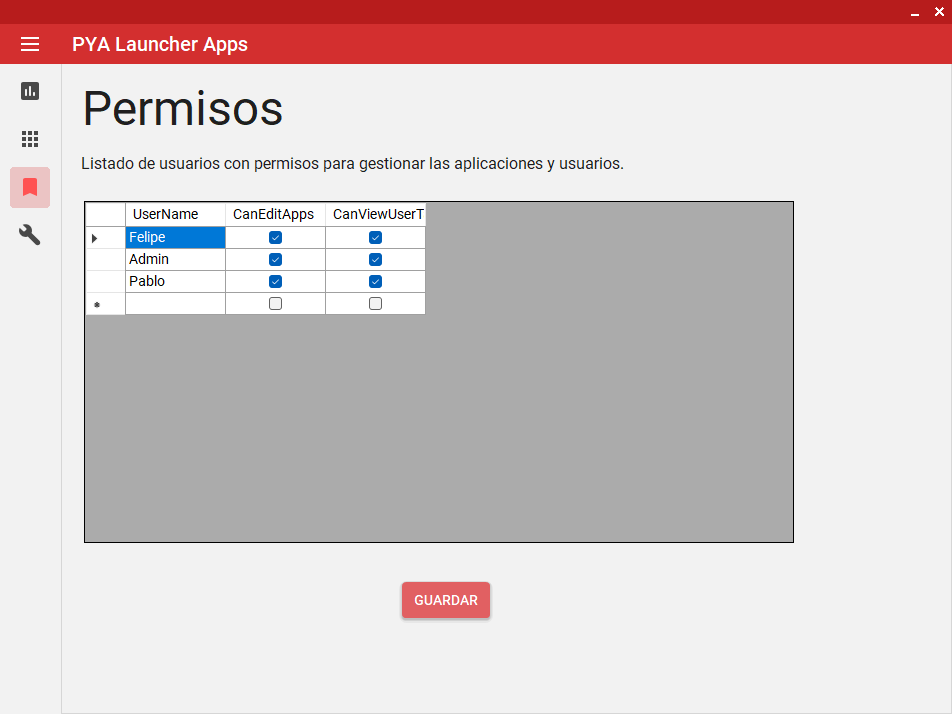 PYA Launcher Apps
Permisos
Listado de usuarios con permisos para gestionar las aplicaciones y usuarios.
UserName CanEditApps CanViewUserT
Felipe
Admin
Pablo
GUARDAR